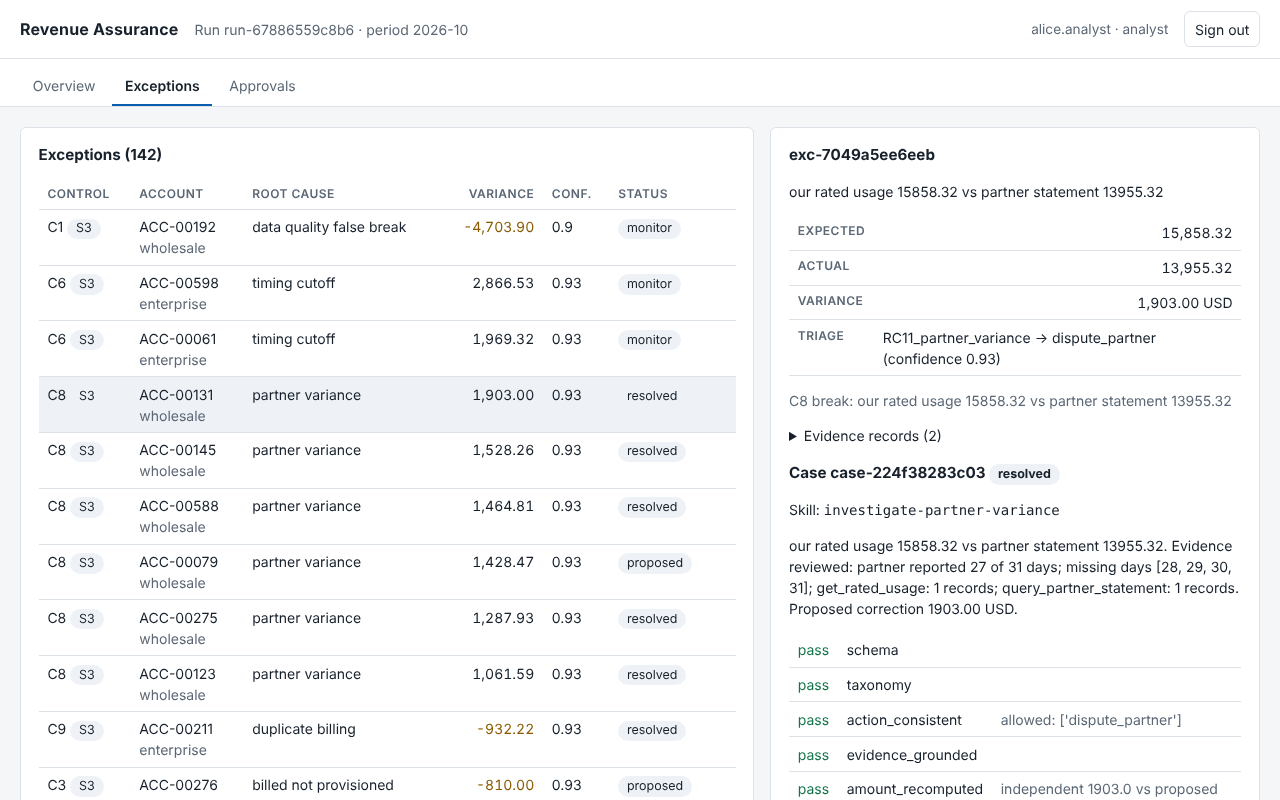 Revenue Assurance Run run-67886559c8b6 · period 2026-10 alice.analyst · analyst Sign out
Overview Exceptions Approvals
Exceptions (142)
CONTROL ACCOUNT ROOT CAUSE VARIANCE CONF. STATUS
C1 S3 ACC-00192 data quality false break -4,703.90 0.9 monitor
wholesale
C6 S3 ACC-00598 timing cutoff 2,866.53 0.93 monitor
enterprise
C6 S3 ACC-00061 timing cutoff 1,969.32 0.93 monitor
enterprise
C8 S3 ACC-00131 partner variance 1,903.00 0.93 resolved
wholesale
C8 S3 ACC-00145 partner variance 1,528.26 0.93 resolved
wholesale
C8 S3 ACC-00588 partner variance 1,464.81 0.93 resolved
wholesale
C8 S3 ACC-00079 partner variance 1,428.47 0.93 proposed
wholesale
C8 S3 ACC-00275 partner variance 1,287.93 0.93 resolved
wholesale
C8 S3 ACC-00123 partner variance 1,061.59 0.93 resolved
wholesale
C9 S3 ACC-00211 duplicate billing -932.22 0.93 resolved
enterprise
C3 S3 ACC-00276 billed not provisioned -810.00 0.93 proposed
exc-7049a5ee6eeb
our rated usage 15858.32 vs partner statement 13955.32
EXPECTED 15,858.32
ACTUAL 13,955.32
VARIANCE 1,903.00 USD
TRIAGE RC11_partner_variance → dispute_partner
(confidence 0.93)
C8 break: our rated usage 15858.32 vs partner statement 13955.32
▶ Evidence records (2)
Case case-224f38283c03 resolved
Skill: investigate-partner-variance
our rated usage 15858.32 vs partner statement 13955.32. Evidence
reviewed: partner reported 27 of 31 days; missing days [28, 29, 30,
31]; get_rated_usage: 1 records; query_partner_statement: 1 records.
Proposed correction 1903.00 USD.
pass schema
pass taxonomy
pass action_consistent allowed: ['dispute_partner']
pass evidence_grounded
pass amount_recomputed independent 1903.0 vs proposed